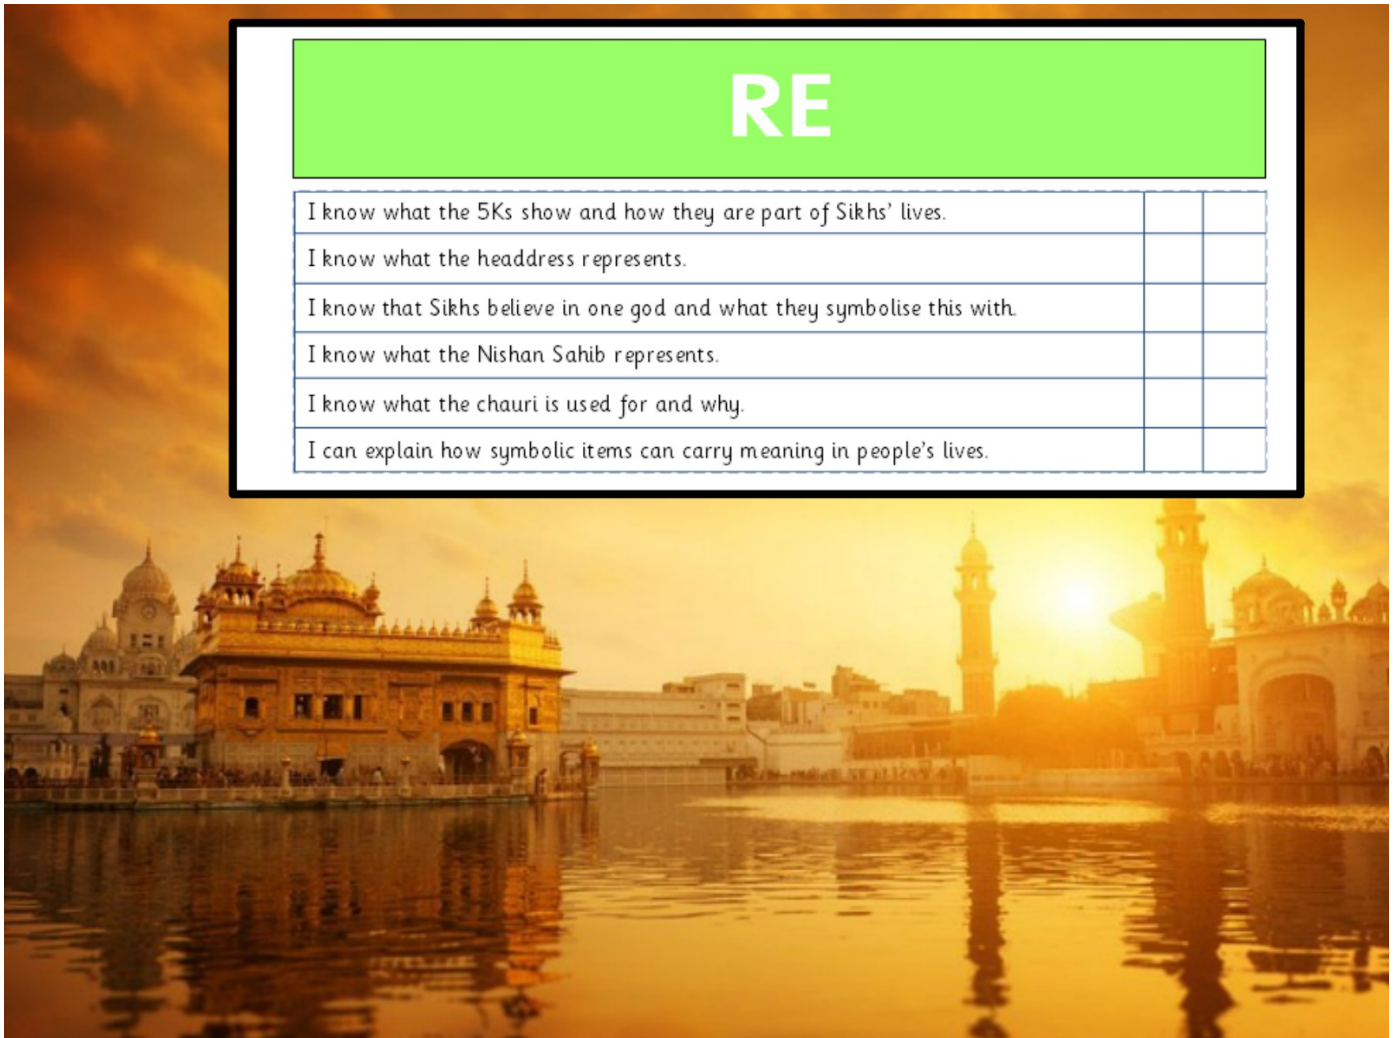 RE
I know what the 5Ks show and how they are part of Sikhs’ lives.
I know what the headdress represents.
I know that Sikhs believe in one god and what they symbolise this with.
I know what the Nishan Sahib represents.
I know what the chauri is used for and why.
I can explain how symbolic items can carry meaning in people’s lives.